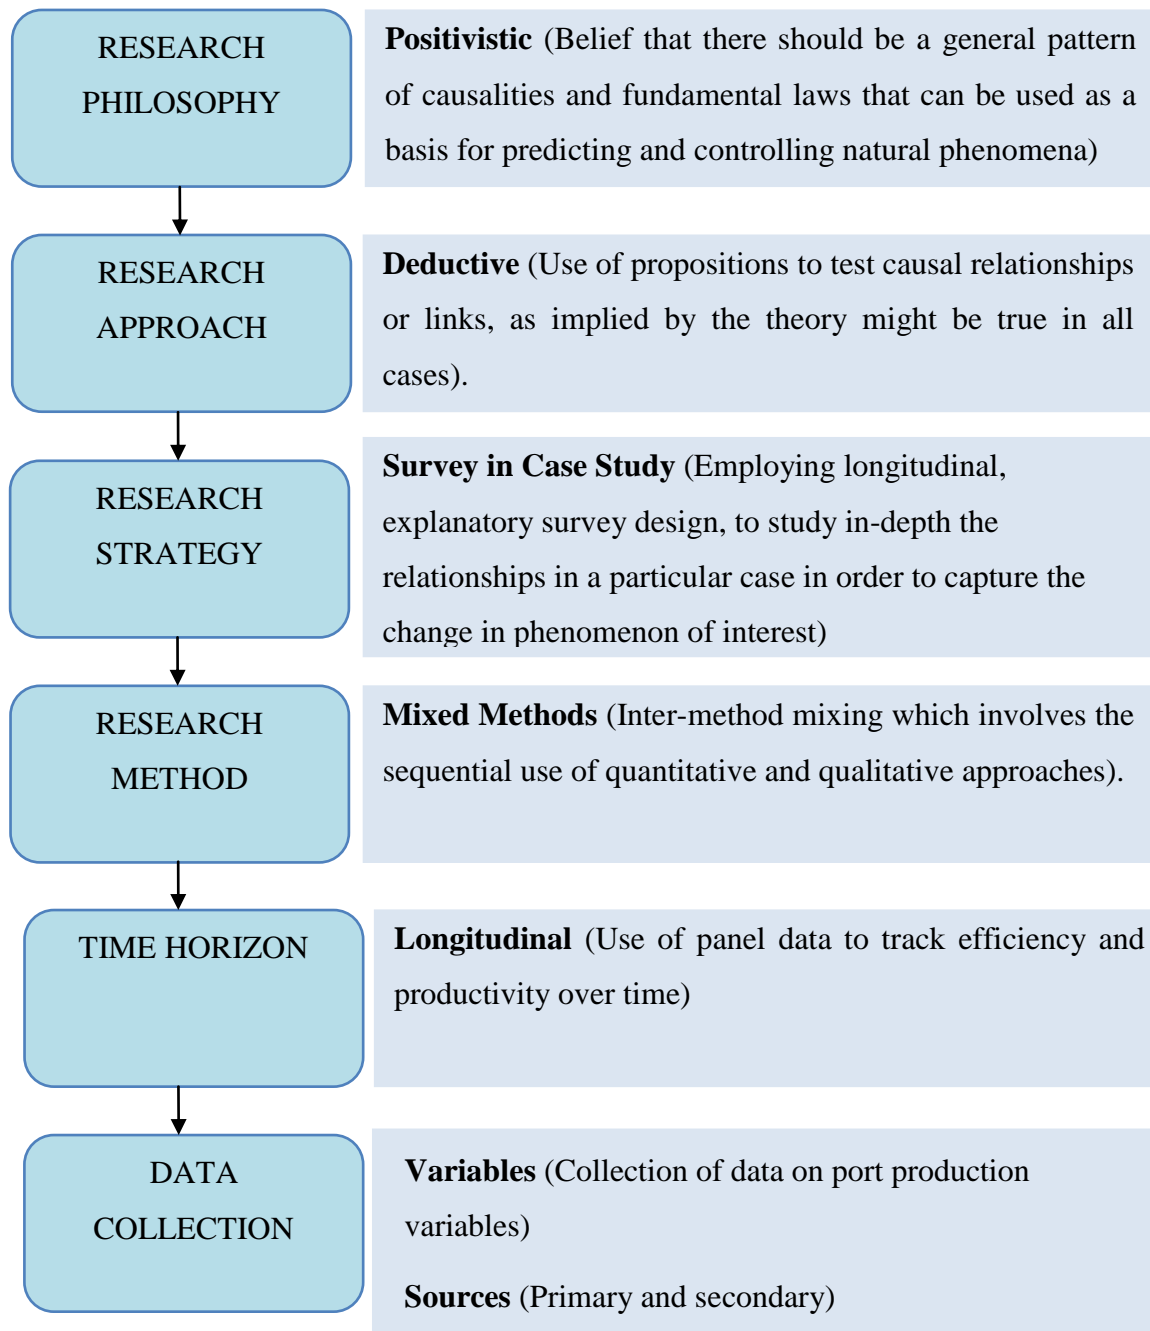 RESEARCH
PHILOSOPHY
Positivistic (Belief that there should be a general pattern
of causalities and fundamental laws that can be used as a
basis for predicting and controlling natural phenomena)
RESEARCH
APPROACH
Deductive (Use of propositions to test causal relationships
or links, as implied by the theory might be true in all
cases).
RESEARCH
STRATEGY
Survey in Case Study (Employing longitudinal,
explanatory survey design, to study in-depth the
relationships in a particular case in order to capture the
change in phenomenon of interest)
RESEARCH
METHOD
Mixed Methods (Inter-method mixing which involves the
sequential use of quantitative and qualitative approaches).
TIME HORIZON
Longitudinal (Use of panel data to track efficiency and
productivity over time)
DATA
COLLECTION
Variables (Collection of data on port production
variables)
Sources (Primary and secondary)